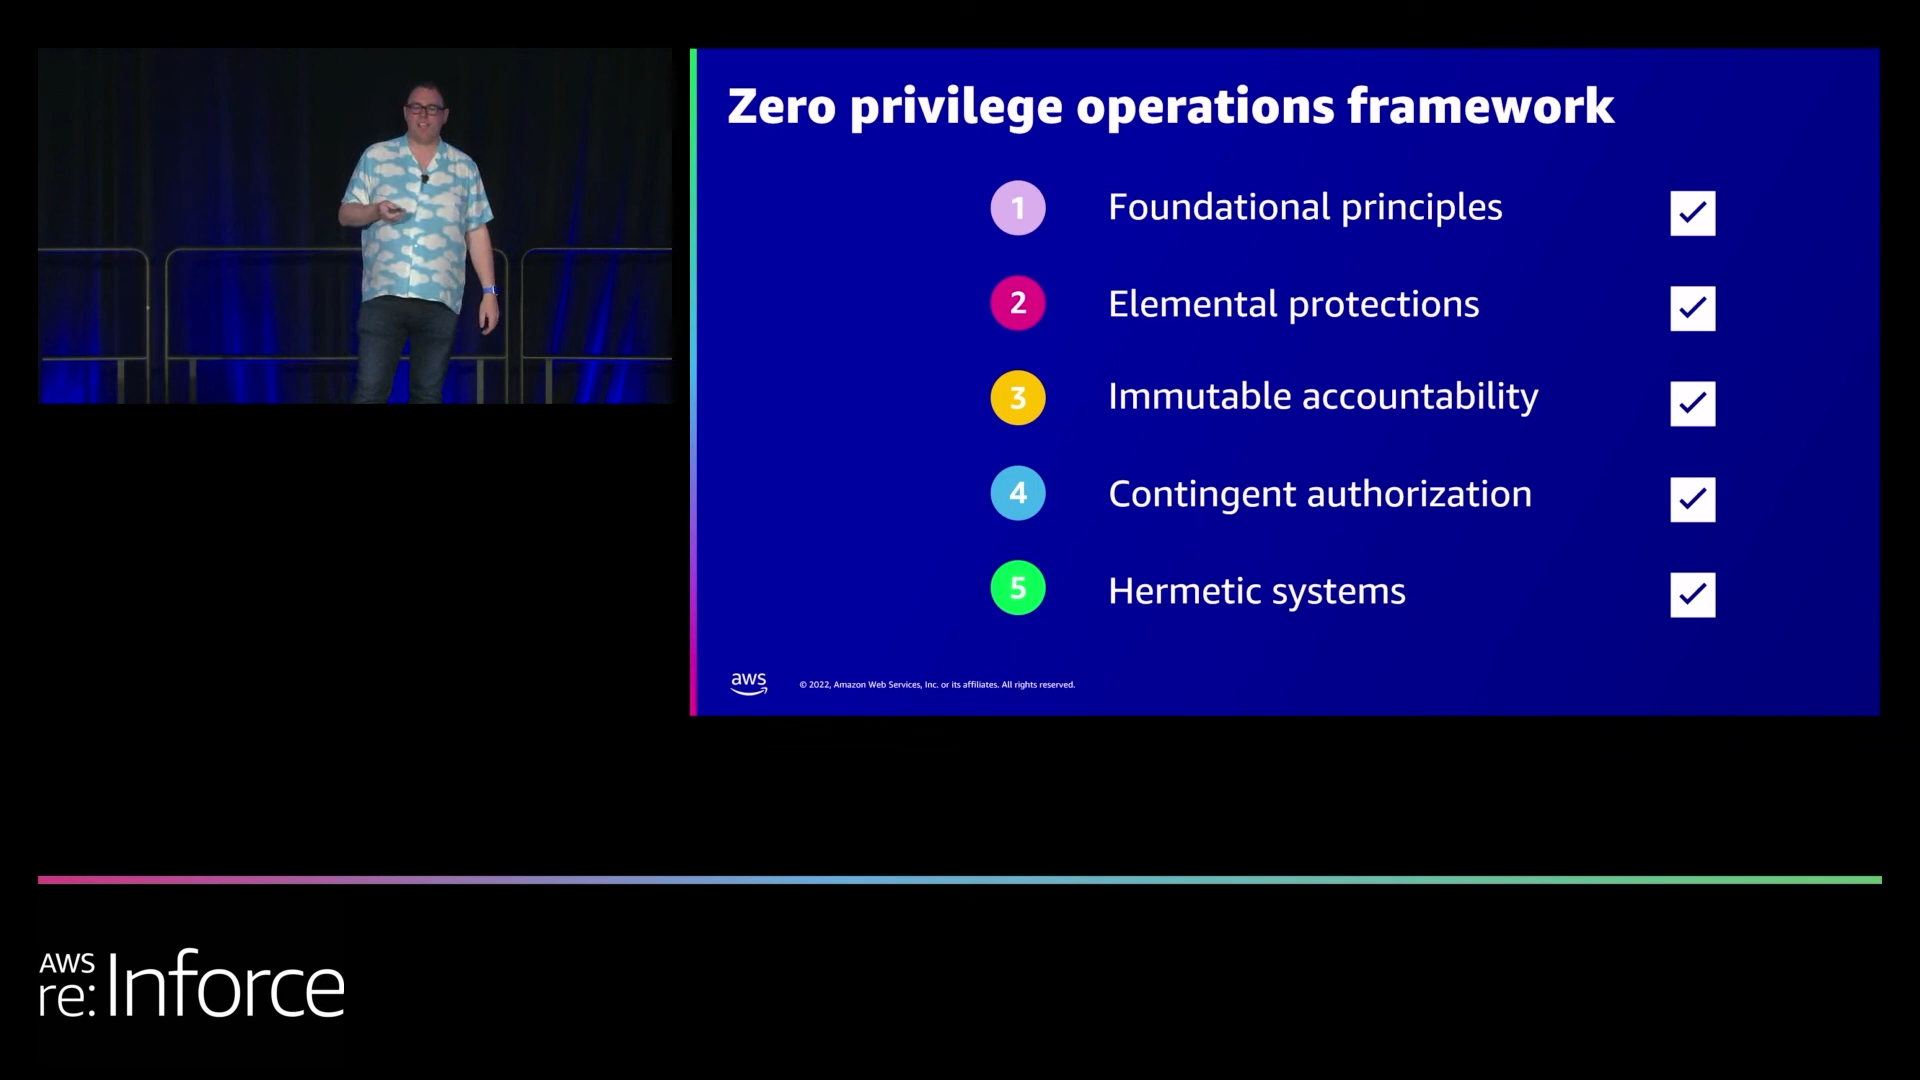 Zero privilege operations framework
1 Foundational principles
2 Elemental protections
3 Immutable accountability
4 Contingent authorization
5 Hermetic systems
aws © 2022, Amazon Web Services, Inc. or its affiliates. All rights reserved.
AWS
re:Inforce